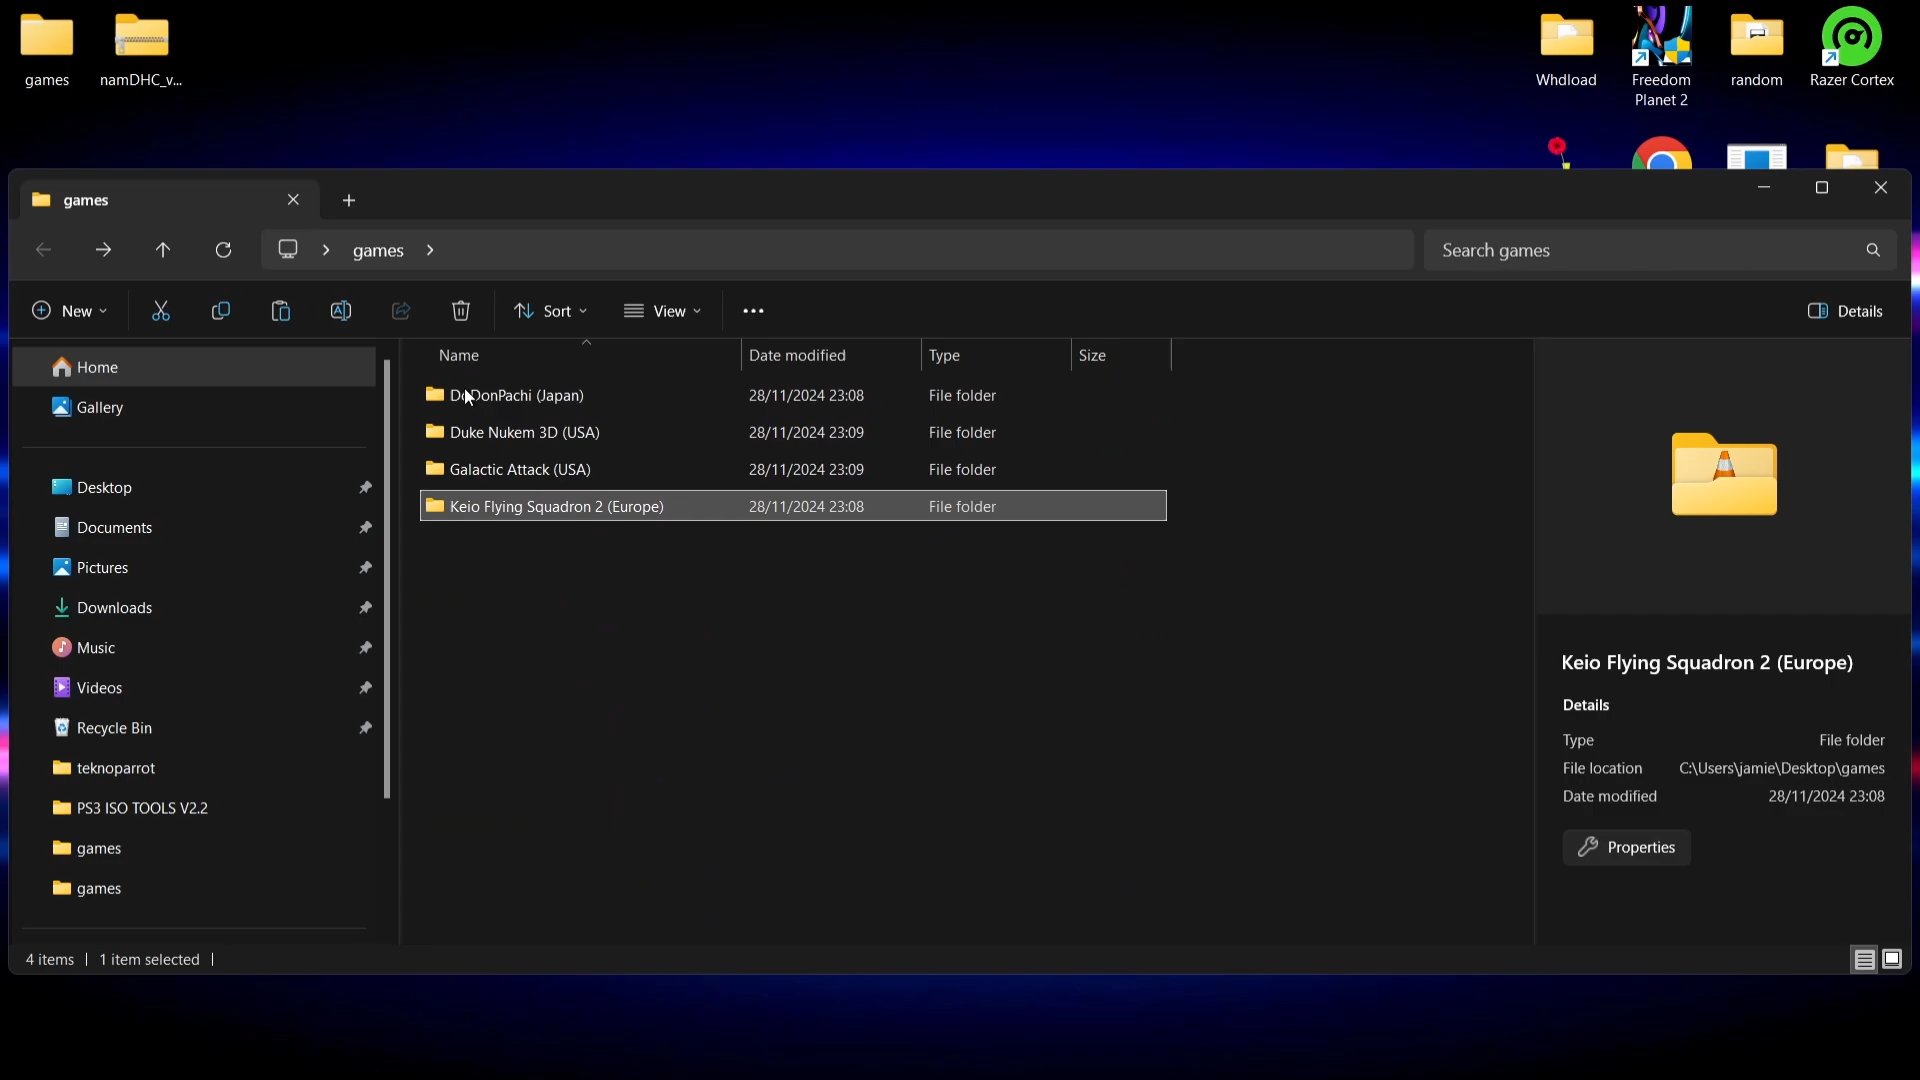 games
namDHC_v...
Whdload
Freedom
Planet 2
random
Razer Cortex
games
games
Search games
New
Sort
View
Details
Home
Gallery
Desktop
Documents
Pictures
Downloads
Music
Videos
Recycle Bin
teknoparrot
PS3 ISO TOOLS V2.2
games
games
Name Date modified Type Size
DoDonPachi (Japan) 28/11/2024 23:08 File folder
Duke Nukem 3D (USA) 28/11/2024 23:09 File folder
Galactic Attack (USA) 28/11/2024 23:09 File folder
Keio Flying Squadron 2 (Europe) 28/11/2024 23:08 File folder
Keio Flying Squadron 2 (Europe)
Details
Type File folder
File location C:\Users\jamie\Desktop\games
Date modified 28/11/2024 23:08
Properties
4 items 1 item selected